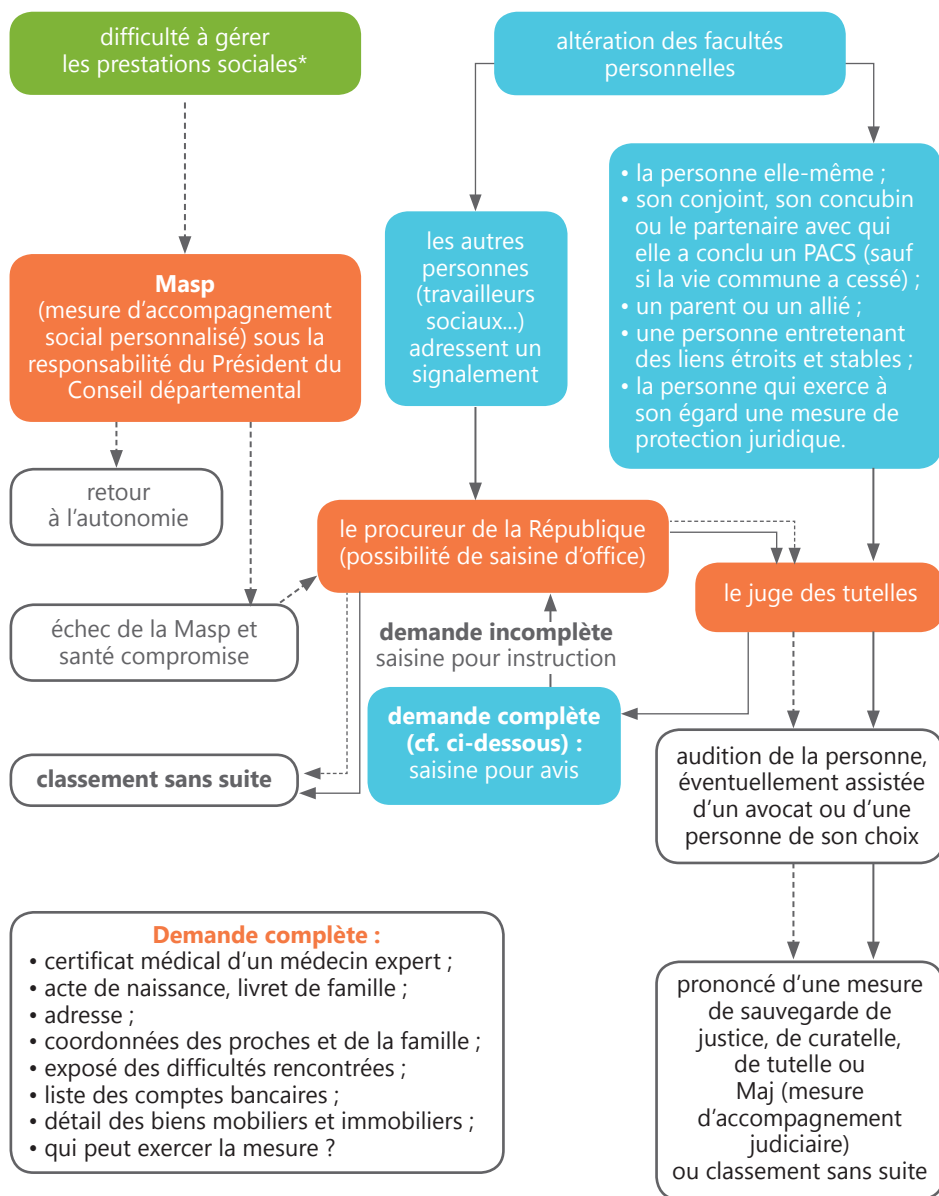 difficulté à gérer
les prestations sociales*
altération des facultés
personnelles
• la personne elle-même ;
• son conjoint, son concubin
ou le partenaire avec qui
elle a conclu un PACS (sauf
si la vie commune a cessé) ;
• un parent ou un allié ;
• une personne entretenant
des liens étroits et stables ;
• la personne qui exerce à
son égard une mesure de
protection juridique.
les autres
personnes
(travailleurs
sociaux...)
adressent un
signalement
Masp
(mesure d'accompagnement
social personnalisé) sous la
responsabilité du Président du
Conseil départemental
retour
à l'autonomie
le procureur de la République
(possibilité de saisine d'office)
le juge des tutelles
échec de la Masp et
santé compromise
demande incomplète
saisine pour instruction
demande complète
(cf. ci-dessous) :
saisine pour avis
classement sans suite
audition de la personne,
éventuellement assistée
d'un avocat ou d'une
personne de son choix
Demande complète :
• certificat médical d'un médecin expert ;
• acte de naissance, livret de famille ;
• adresse ;
• coordonnées des proches et de la famille ;
• exposé des difficultés rencontrées ;
• liste des comptes bancaires ;
• détail des biens mobiliers et immobiliers ;
• qui peut exercer la mesure ?
prononcé d'une mesure
de sauvegarde de
justice, de curatelle,
de tutelle ou
Maj (mesure
d'accompagnement
judiciaire)
ou classement sans suite